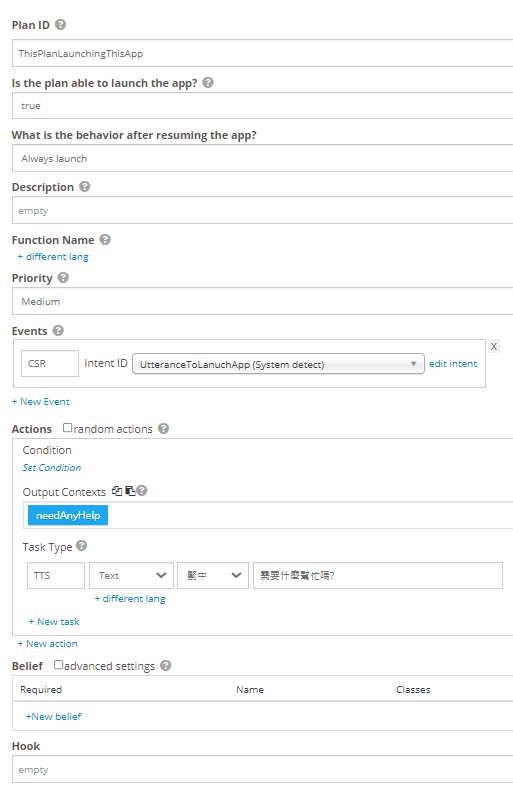 Plan ID
ThisPlanLaunchingThisApp
Is the plan able to launch the app?
true
What is the behavior after resuming the app?
Always launch
Description
empty
Function Name
+ different lang
Priority
Medium
Events
X
CSR Intent ID UtteranceToLanuchApp (System detect) edit intent
+ New Event
Actions random actions
Condition
Set Condition
Output Contexts
needAnyHelp
Task Type
TTS Text 繁中 需要什麼幫忙嗎?
+ different lang
+ New task
+ New action
Belief advanced settings
Required Name Classes
+New belief
Hook
empty